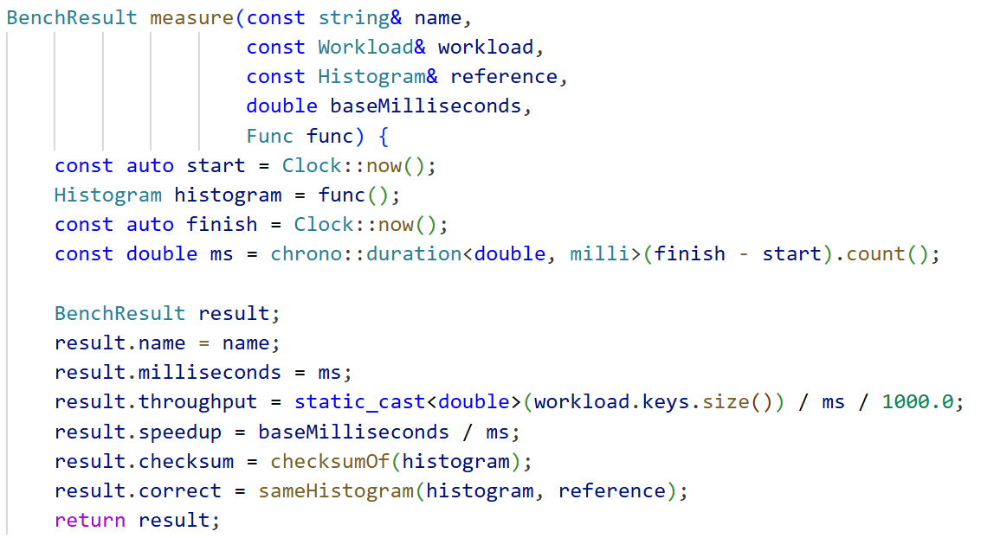 BenchResult measure(const string& name,
                    const Workload& workload,
                    const Histogram& reference,
                    double baseMilliseconds,
                    Func func) {
    const auto start = Clock::now();
    Histogram histogram = func();
    const auto finish = Clock::now();
    const double ms = chrono::duration<double, milli>(finish - start).count();

    BenchResult result;
    result.name = name;
    result.milliseconds = ms;
    result.throughput = static_cast<double>(workload.keys.size()) / ms / 1000.0;
    result.speedup = baseMilliseconds / ms;
    result.checksum = checksumOf(histogram);
    result.correct = sameHistogram(histogram, reference);
    return result;